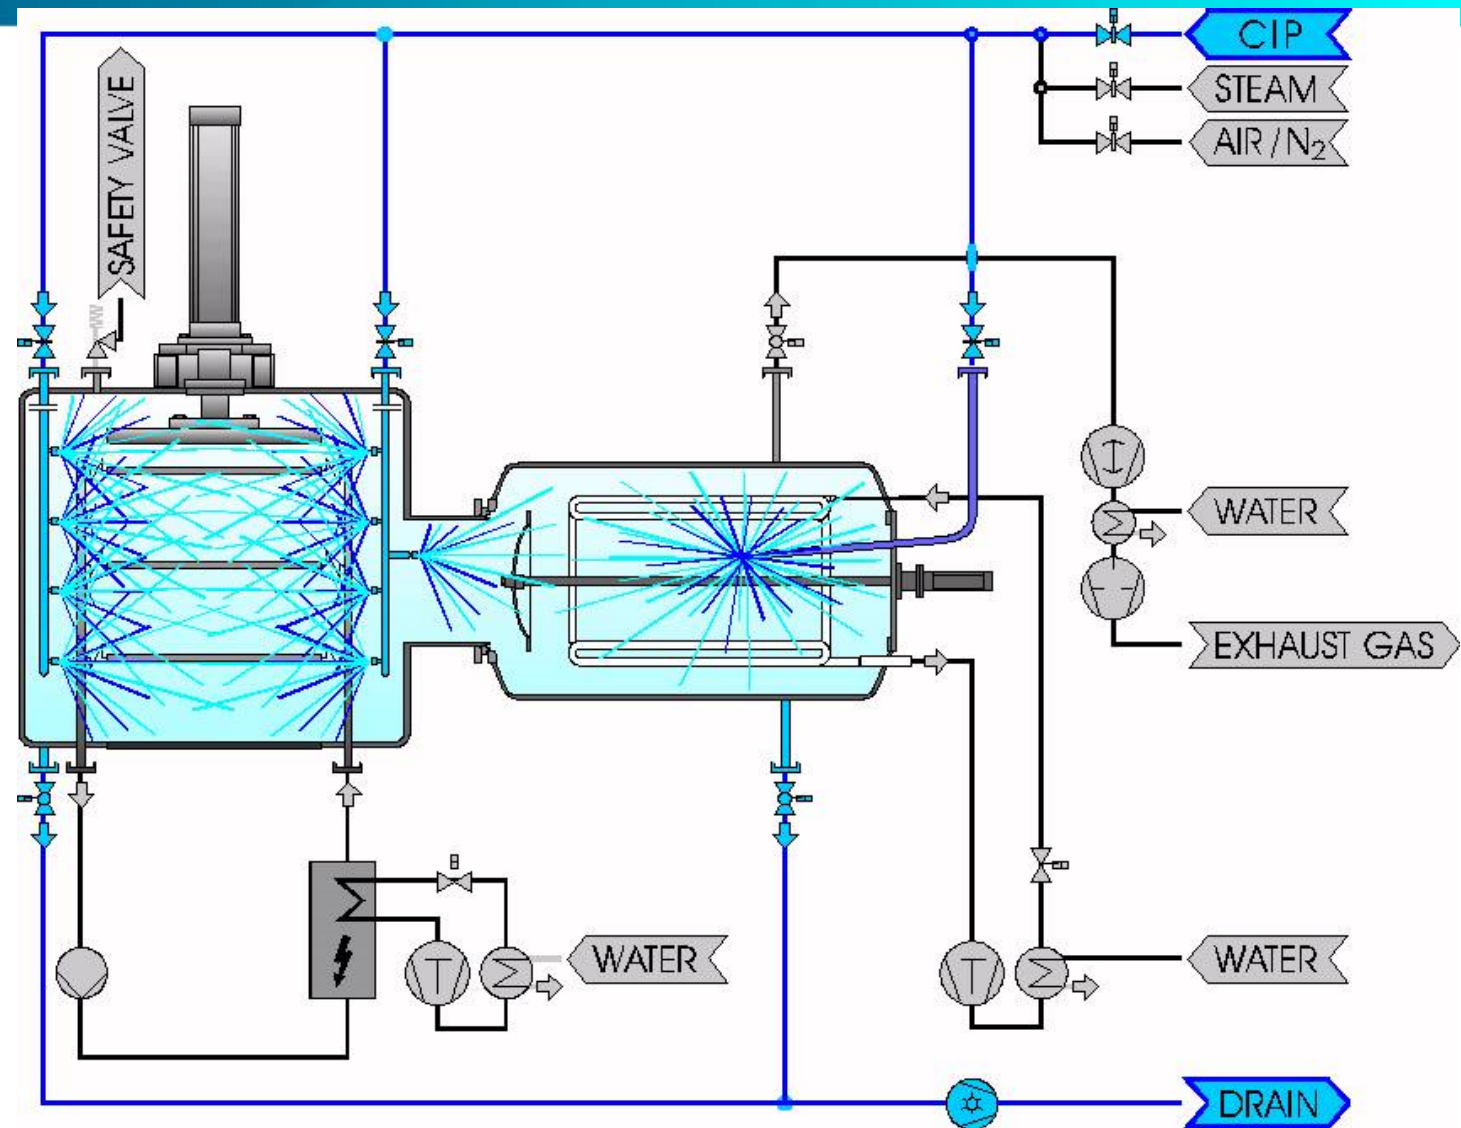 CIP
STEAM
AIR / N₂
SAFETY VALVE
WATER
EXHAUST GAS
WATER
WATER
DRAIN